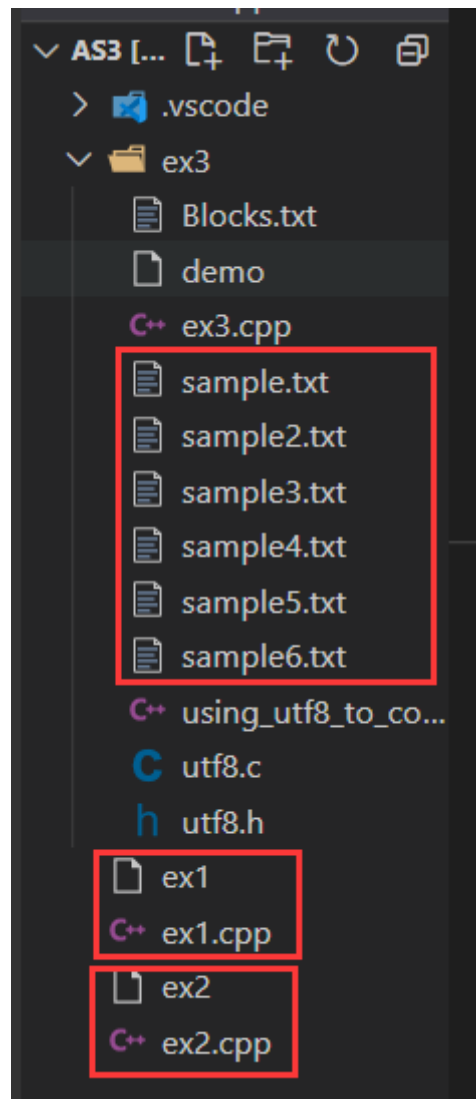 AS3 [...
.vscode
ex3
Blocks.txt
demo
C++ ex3.cpp
sample.txt
sample2.txt
sample3.txt
sample4.txt
sample5.txt
sample6.txt
C++ using_utf8_to_co...
C utf8.c
h utf8.h
ex1
C++ ex1.cpp
ex2
C++ ex2.cpp